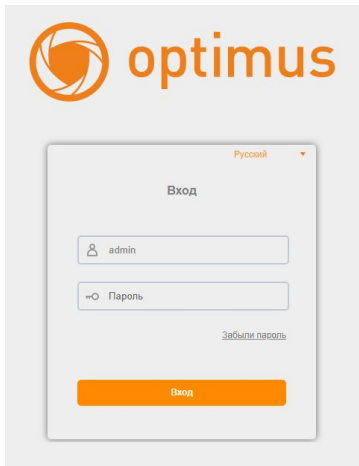 optimus
Русский
Вход
admin
Пароль
Забыли пароль
Вход